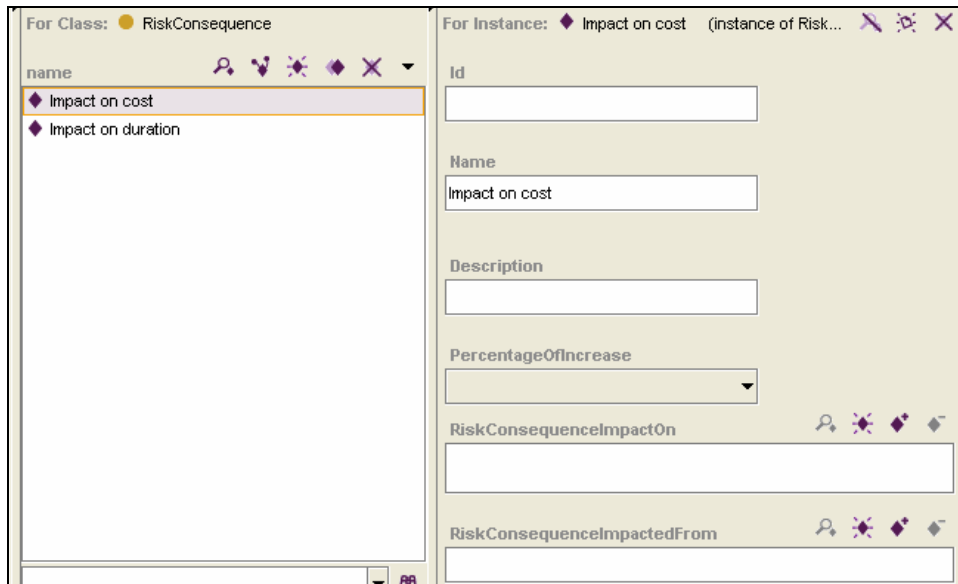 For Class: RiskConsequence
name
Impact on cost
Impact on duration
For Instance: Impact on cost (instance of Risk...
Id
Name
Impact on cost
Description
PercentageOfIncrease
RiskConsequenceImpactOn
RiskConsequenceImpactedFrom